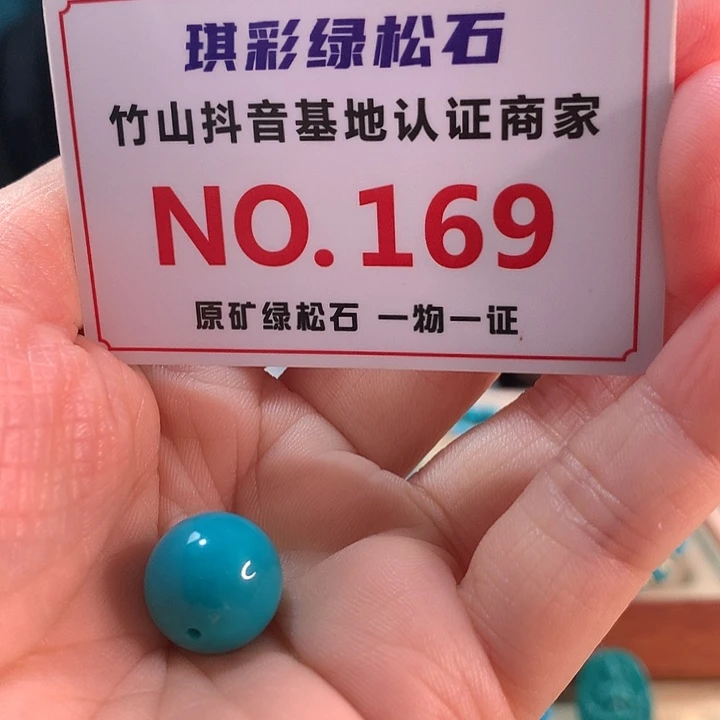 琪彩绿松石
竹山抖音基地认证商家
NO.169
原矿绿松石 一物一证